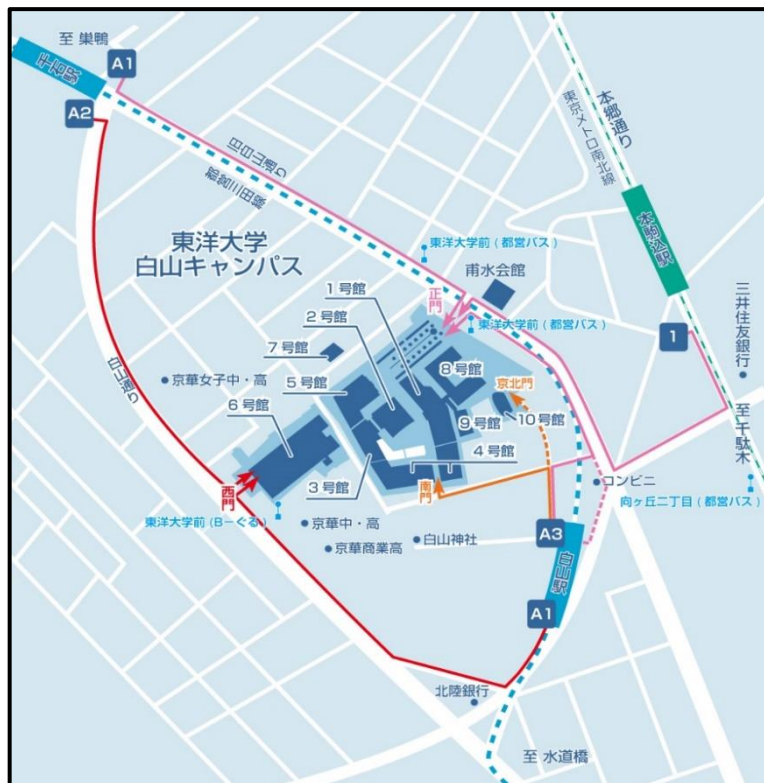 至 巣鴨
A1
千石駅
A2
旧白山通り
都営三田線
本郷通り
東京メトロ南北線
東洋大学
白山キャンパス
東洋大学前 ( 都営バス )
甫水会館
本駒込駅
三井住友銀行
正門
1 号館
2 号館
東洋大学前 ( 都営バス )
1
7 号館
8 号館
白山通り
京華女子中・高
5 号館
京北門
6 号館
9 号館
10 号館
至 千駄木
4 号館
コンビニ
3 号館
南門
西門
向ヶ丘二丁目 ( 都営バス )
東洋大学前 (B−ぐる )
京華中・高
白山神社
A3
京華商業高
白山駅
A1
北陸銀行
至 水道橋